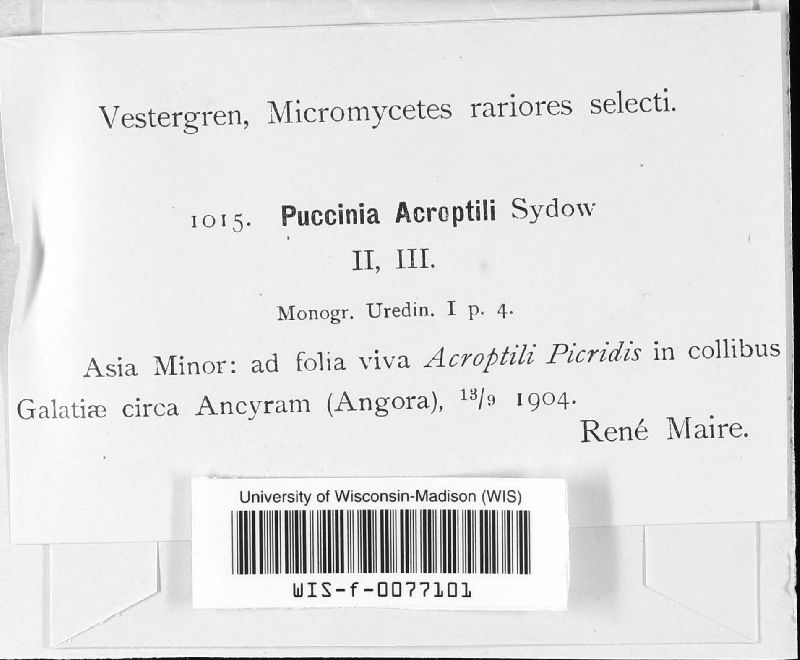 Vestergren, Micromycetes rariores selecti.
1015. Puccinia Acroptili Sydow
II, III.
Monogr. Uredin. I p. 4.
Asia Minor: ad folia viva Acroptili Picridis in collibus
Galatiæ circa Ancyram (Angora), 13/9 1904.
René Maire.
University of Wisconsin-Madison (WIS)
WIS-f-0077101